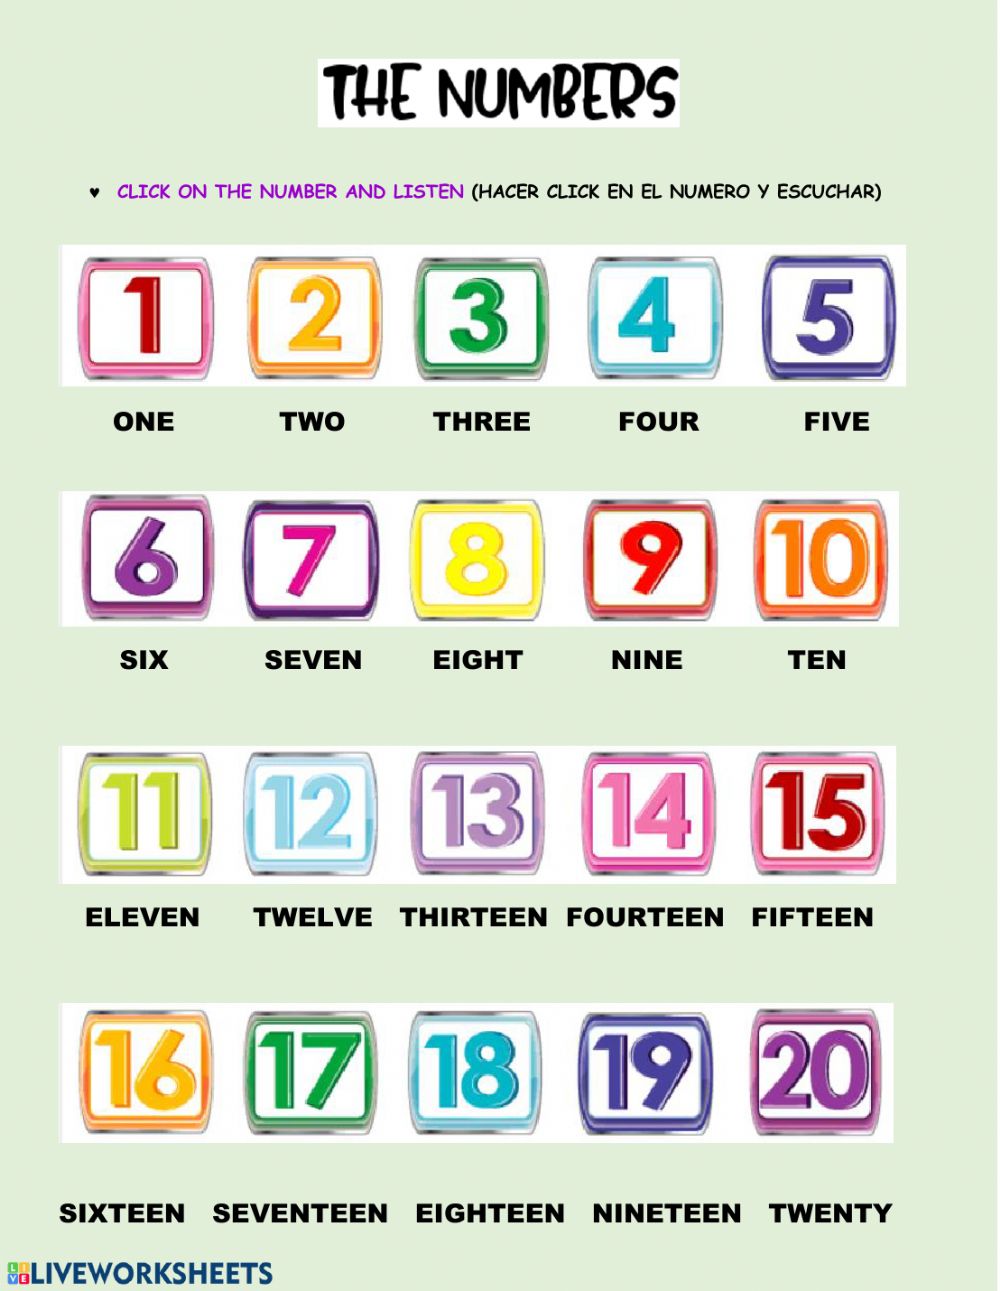 THE NUMBERS
♥ CLICK ON THE NUMBER AND LISTEN (HACER CLICK EN EL NUMERO Y ESCUCHAR)
1 2 3 4 5
ONE TWO THREE FOUR FIVE
6 7 8 9 10
SIX SEVEN EIGHT NINE TEN
11 12 13 14 15
ELEVEN TWELVE THIRTEEN FOURTEEN FIFTEEN
16 17 18 19 20
SIXTEEN SEVENTEEN EIGHTEEN NINETEEN TWENTY
LIVE LIVEWORKSHEETS